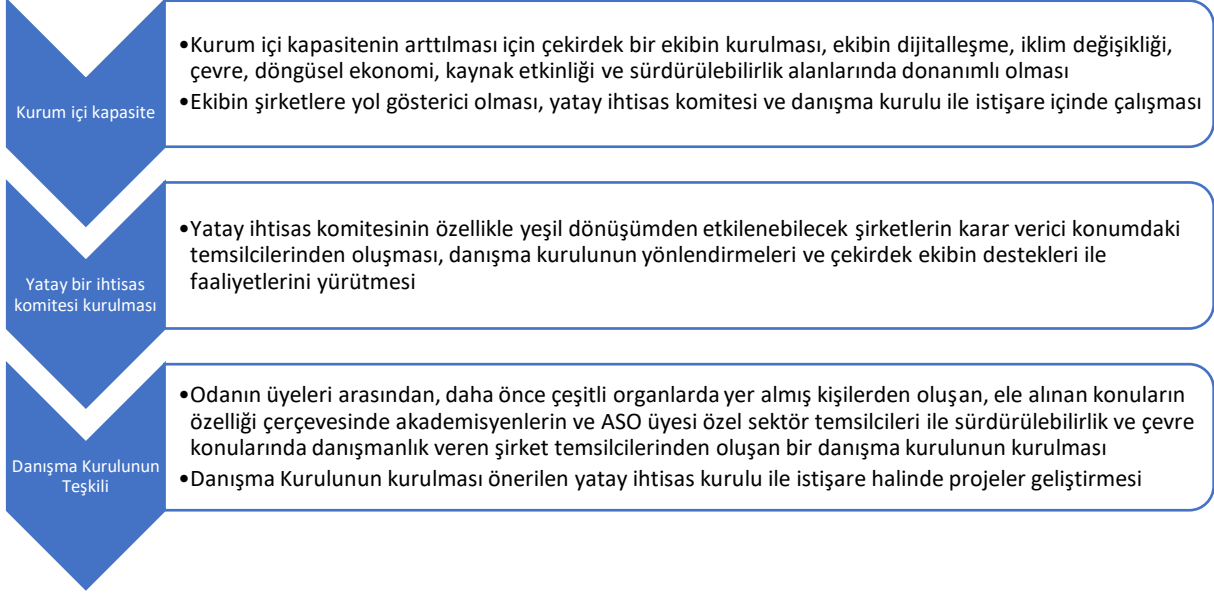 Kurum içi kapasite
•Kurum içi kapasitenin arttılması için çekirdek bir ekibin kurulması, ekibin dijitalleşme, iklim değişikliği,
çevre, döngüsel ekonomi, kaynak etkinliği ve sürdürülebilirlik alanlarında donanımlı olması
•Ekibin şirketlere yol gösterici olması, yatay ihtisas komitesi ve danışma kurulu ile istişare içinde çalışması
Yatay bir ihtisas
komitesi kurulması
•Yatay ihtisas komitesinin özellikle yeşil dönüşümden etkilenebilecek şirketlerin karar verici konumdaki
temsilcilerinden oluşması, danışma kurulunun yönlendirmeleri ve çekirdek ekibin destekleri ile
faaliyetlerini yürütmesi
Danışma Kurulunun
Teşkili
•Odanın üyeleri arasından, daha önce çeşitli organlarda yer almış kişilerden oluşan, ele alınan konuların
özelliği çerçevesinde akademisyenlerin ve ASO üyesi özel sektör temsilcileri ile sürdürülebilirlik ve çevre
konularında danışmanlık veren şirket temsilcilerinden oluşan bir danışma kurulunun kurulması
•Danışma Kurulunun kurulması önerilen yatay ihtisas kurulu ile istişare halinde projeler geliştirmesi